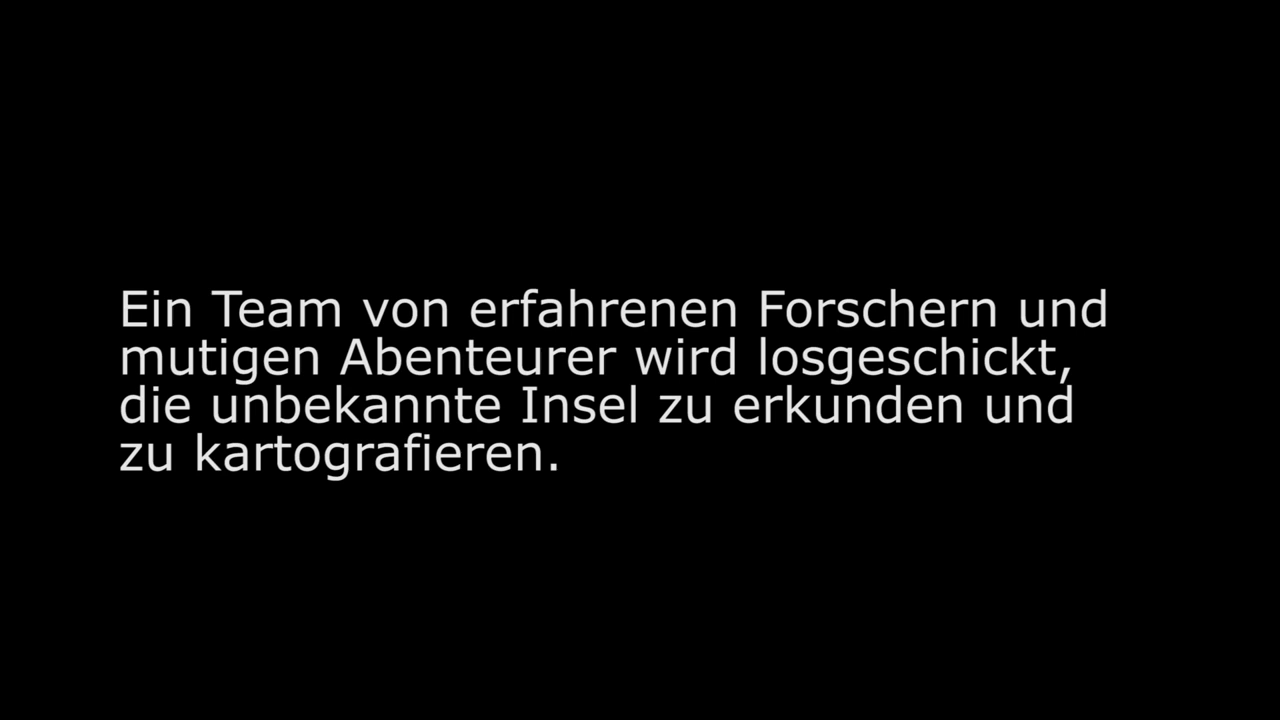 Ein Team von erfahrenen Forschern und
mutigen Abenteurer wird losgeschickt,
die unbekannte Insel zu erkunden und
zu kartografieren.